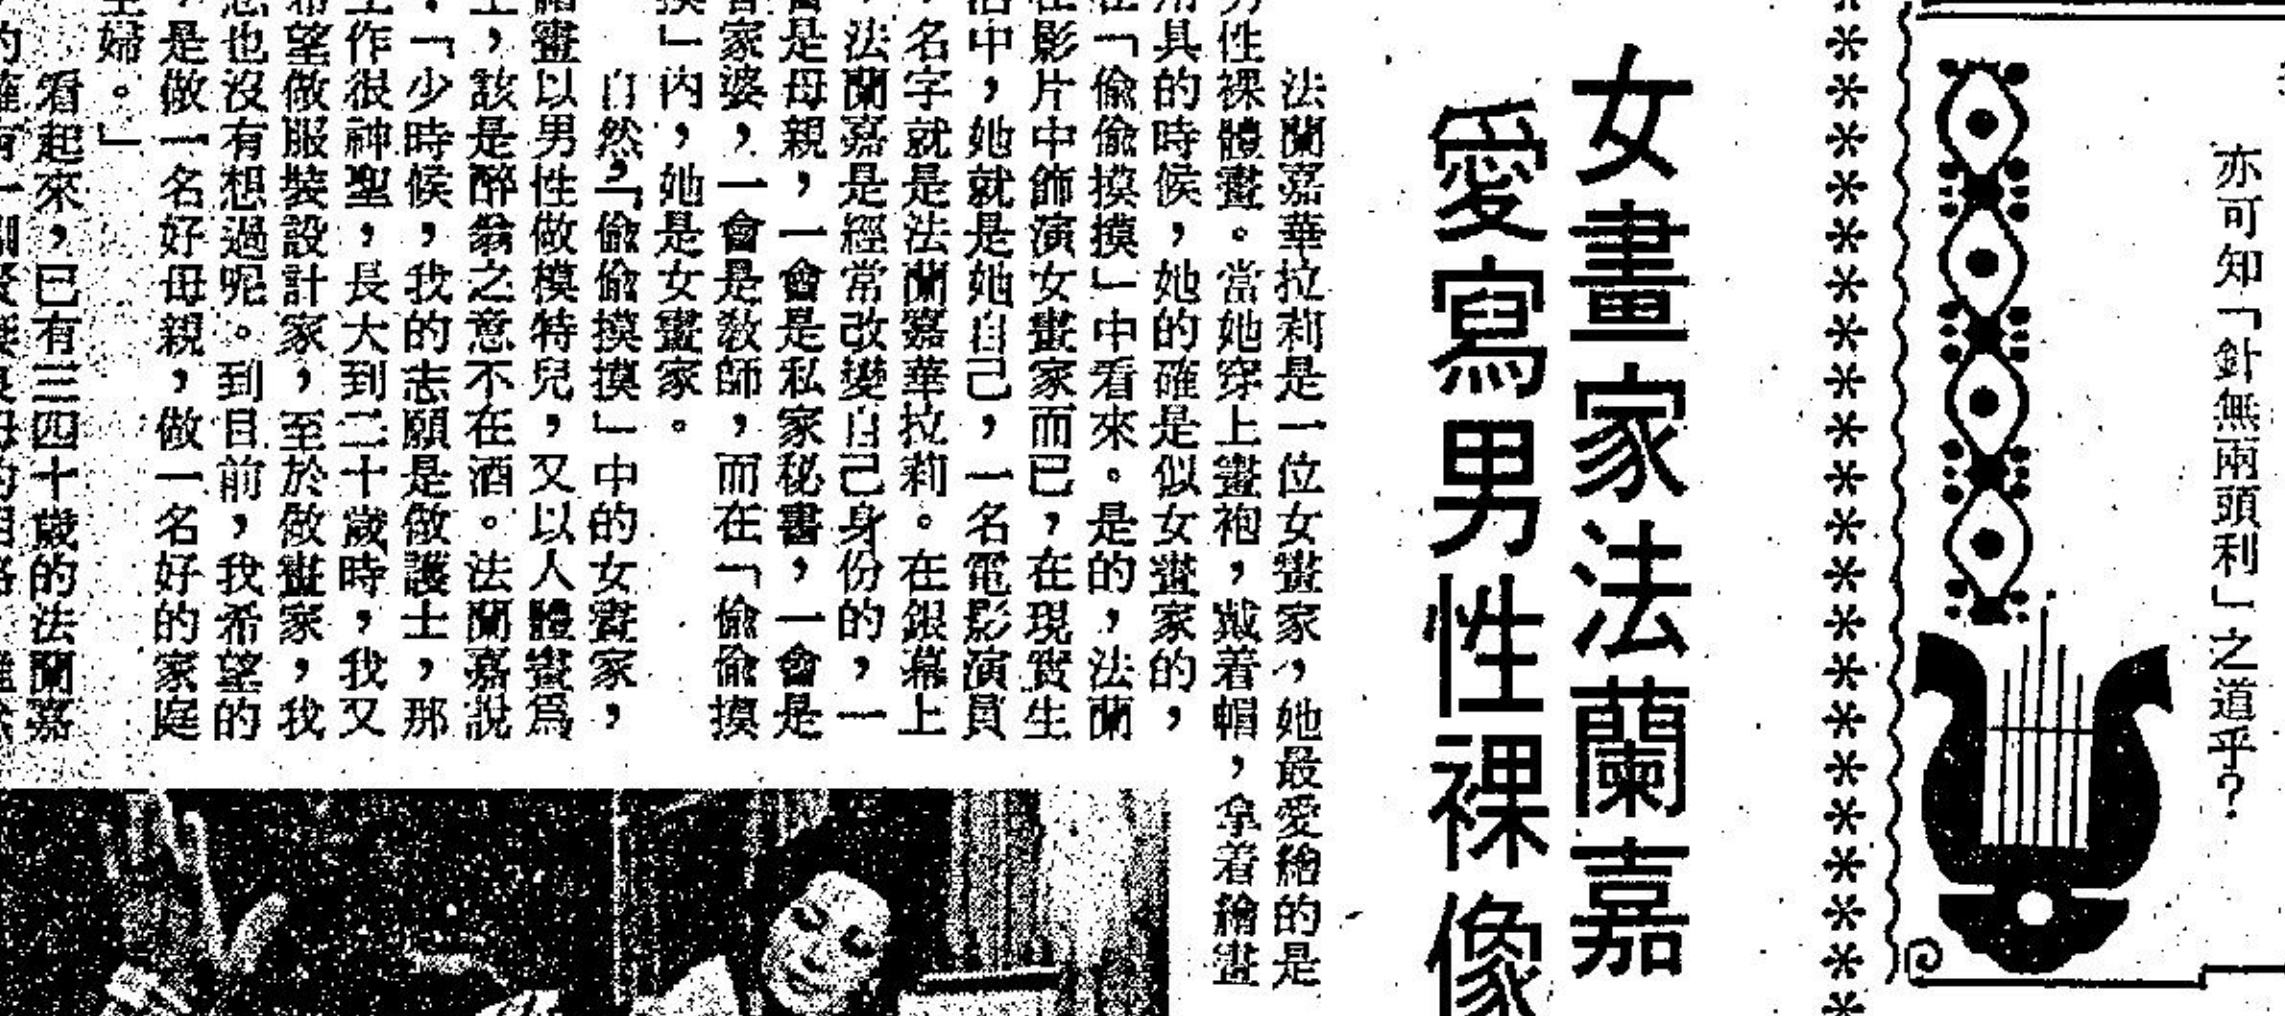 亦可知「針無兩頭利」之道乎？
女畫家法蘭嘉
愛寫男性裸像
法蘭嘉華拉莉是一位女畫家，她最愛繪的是
男性裸體畫。當她穿上畫袍，戴着帽，拿着繪畫
用具的時候，她的確是似女畫家的，
在「偷偷摸摸」中看來。是的，法蘭
在影片中飾演女畫家而已，在現實生
活中，她就是她自己，一名電影演員
，名字就是法蘭嘉華拉莉。在銀幕上
，法蘭嘉是經常改變自己身份的，一
會是母親，一會是私家秘書，一會是
管家婆，一會是敎師，而在「偷偷摸
摸」內，她是女畫家。
自然，「偷偷摸摸」中的女畫家，
畫以男性做模特兒，又以人體畫爲
主，該是醉翁之意不在酒。法蘭嘉說
：「少時候，我的志願是做護士，那
工作很神聖，長大到二十歲時，我又
希望做服裝設計家，至於做畫家，我
想也沒有想過呢。到目前，我希望的
，是做一名好母親，做一名好的家庭
主婦。」
看起來，已有三四十歲的法蘭嘉